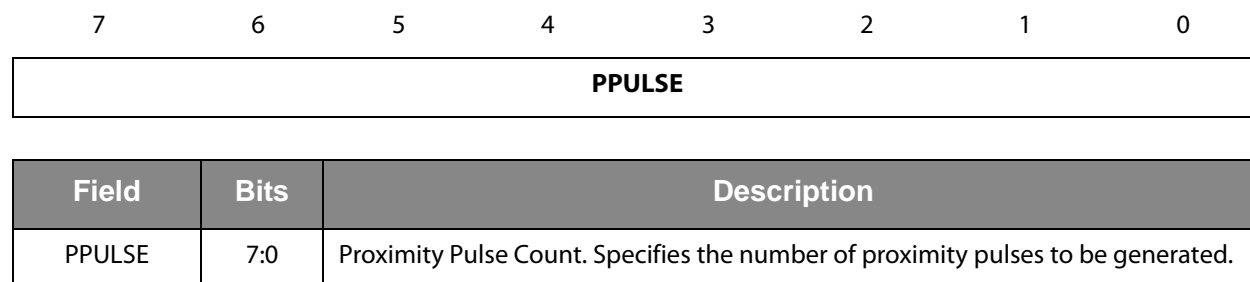 7 6 5 4 3 2 1 0
PPULSE
Field Bits Description
PPULSE 7:0 Proximity Pulse Count. Specifies the number of proximity pulses to be generated.